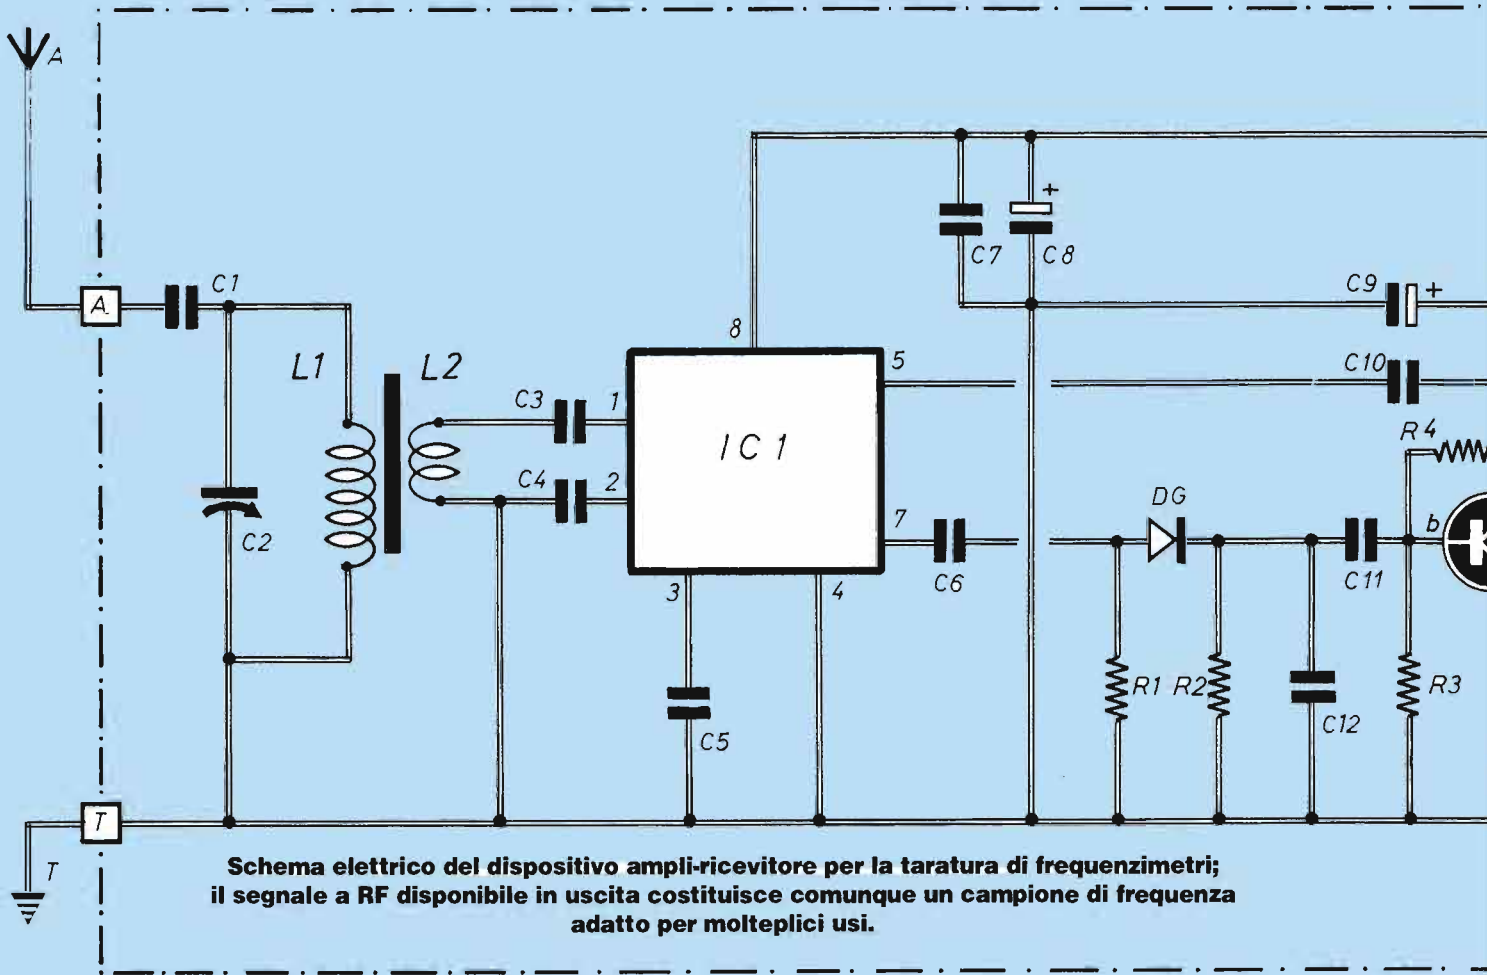 A
C7
C8
+
A
C1
C9
+
8
L1
L2
5
C10
C3
1
IC1
R4
C4
2
DG
b
C2
7
C6
C11
3
4
R1
R2
R3
C5
C12
T
T
Schema elettrico del dispositivo ampli-ricevitore per la taratura di frequenzimetri;
il segnale a RF disponibile in uscita costituisce comunque un campione di frequenza
adatto per molteplici usi.